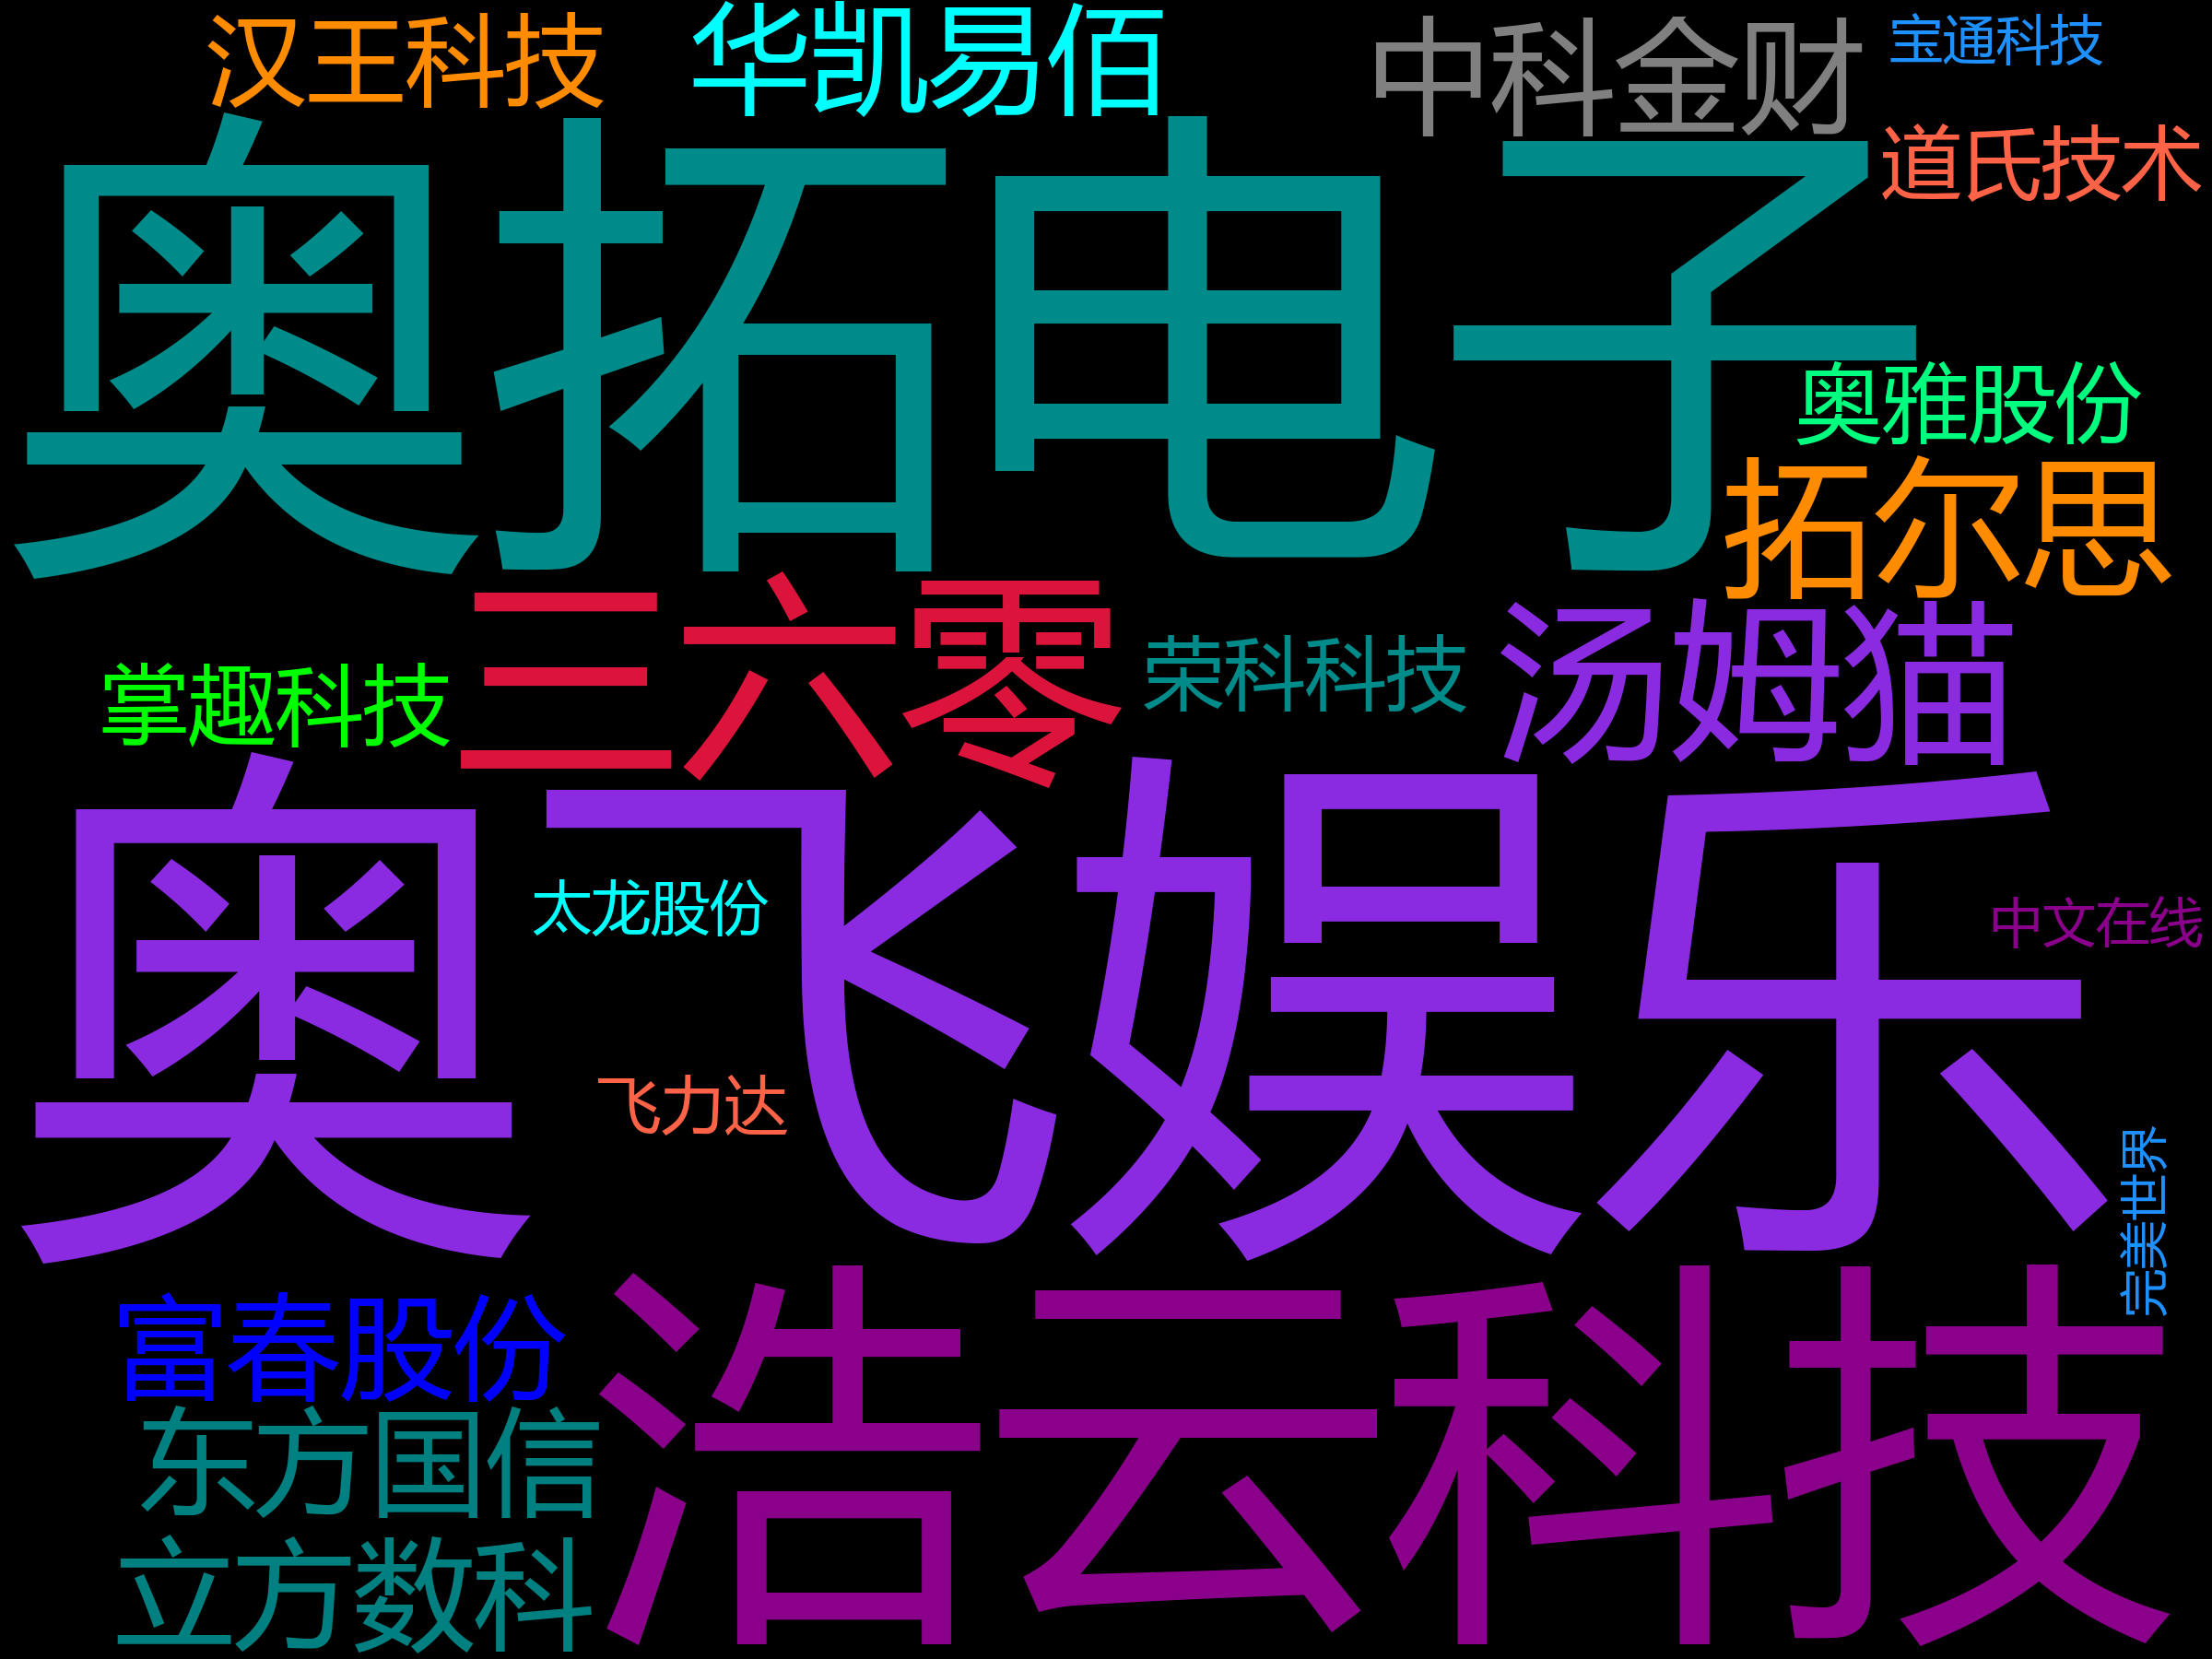 汉王科技
华凯易佰
中科金财
宝通科技
道氏技术
奥拓电子
奥雅股份
拓尔思
三六零
荣科科技
汤姆猫
掌趣科技
奥飞娱乐
太龙股份
中文在线
飞力达
完美世界
富春股份
浩云科技
东方国信
立方数科